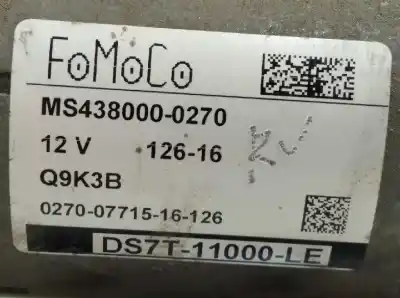 FoMoCo
MS438000-0270
12 V 126-16
Q9K3B
0270-07715-16-126
DS7T-11000-LE